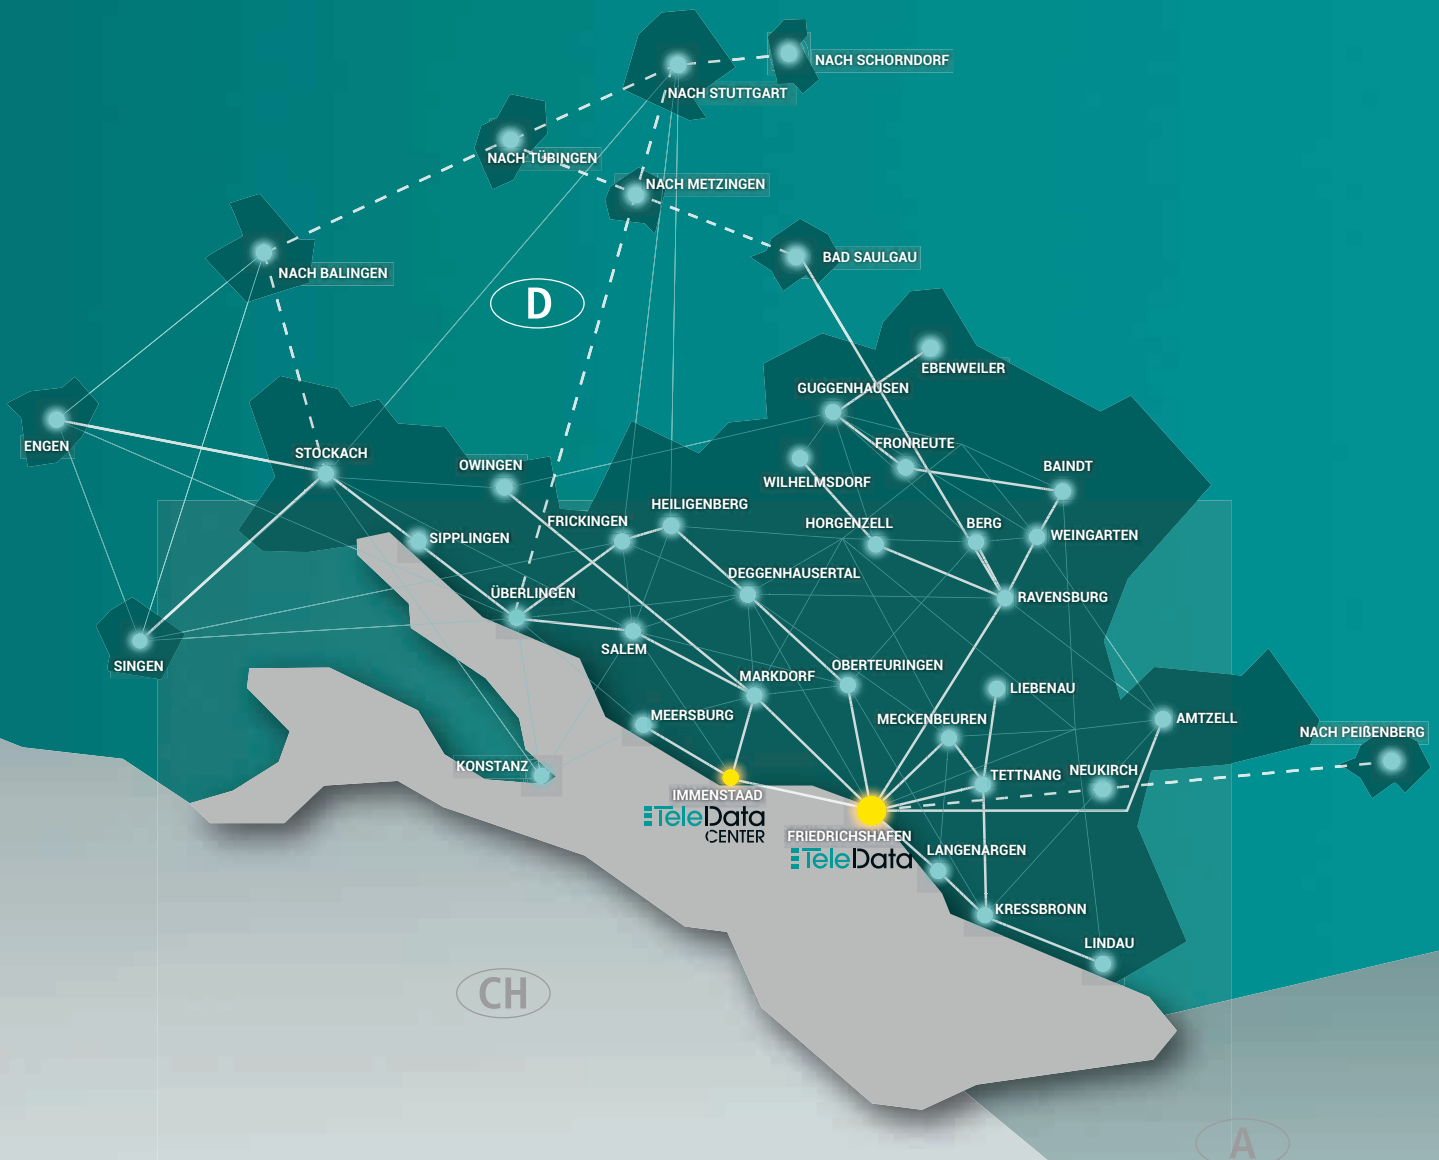 NACH SCHORNDORF
NACH STUTTGART
NACH TÜBINGEN
NACH METZINGEN
BAD SAULGAU
NACH BALINGEN
D
EBENWEILER
GUGGENHAUSEN
ENGEN
STOCKACH
FRONREUTE
OWINGEN
BAINDT
WILHELMSDORF
HEILIGENBERG
FRICKINGEN
HORGENZELL
BERG
WEINGARTEN
SIPPLINGEN
DEGGENHAUSERTAL
ÜBERLINGEN
RAVENSBURG
SALEM
SINGEN
OBERTEURINGEN
MARKDORF
LIEBENAU
MEERSBURG
MECKENBEUREN
AMTZELL
NACH PEIßENBERG
KONSTANZ
TETTNANG
NEUKIRCH
IMMENSTAAD
TeleData
CENTER
FRIEDRICHSHAFEN
TeleData
LANGENARGEN
KRESSBRONN
LINDAU
CH
A